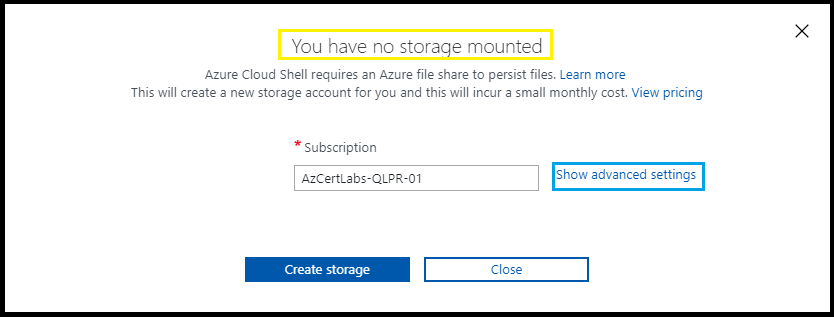 You have no storage mounted
Azure Cloud Shell requires an Azure file share to persist files. Learn more
This will create a new storage account for you and this will incur a small monthly cost. View pricing
* Subscription
AzCertLabs-QLPR-01
Show advanced settings
Create storage
Close